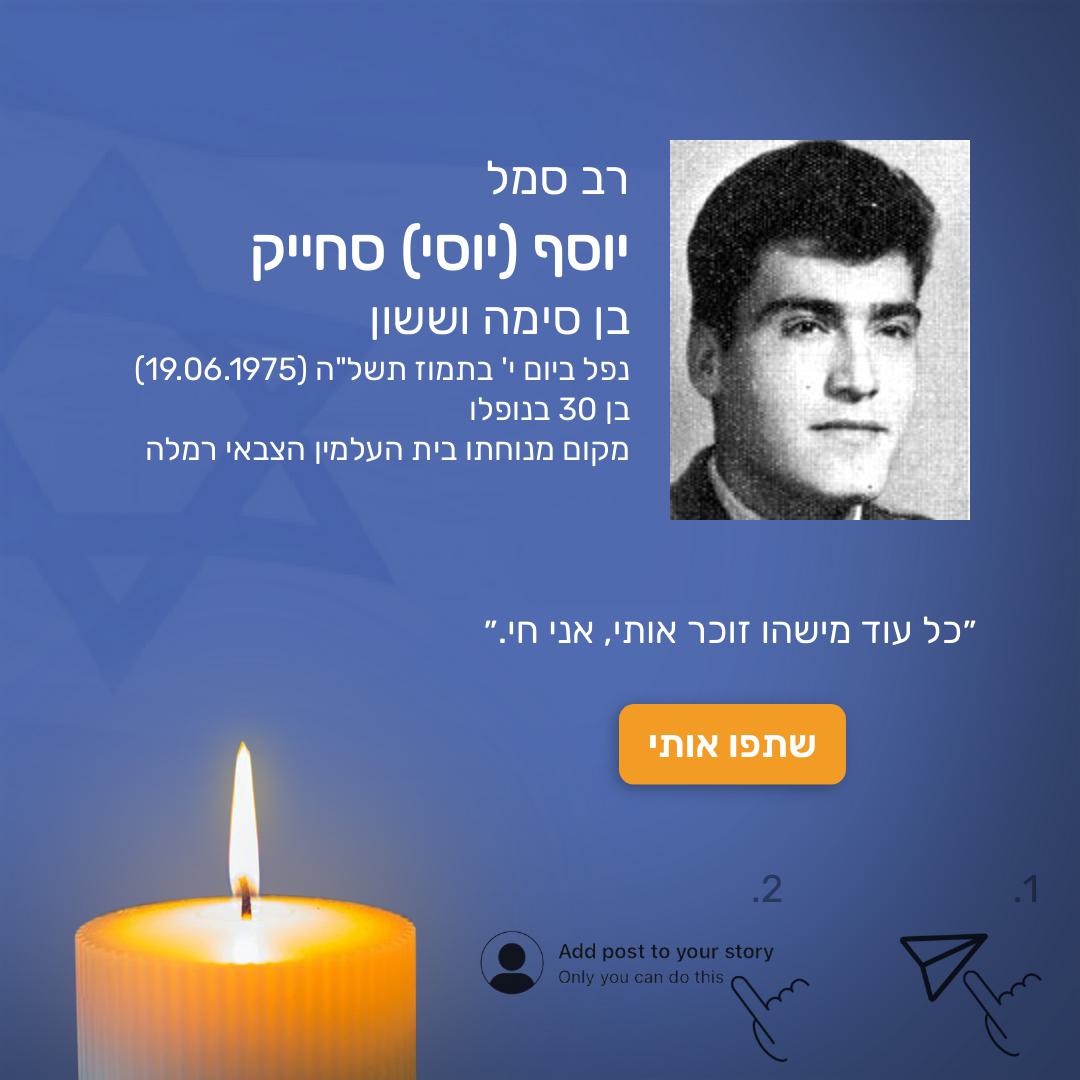 רב סמל
יוסף (יוסי) סחייק
בן סימה וששון
נפל ביום י' בתמוז תשל"ה (19.06.1975)
בן 30 בנופלו
מקום מנוחתו בית העלמין הצבאי רמלה
״כל עוד מישהו זוכר אותי, אני חי.״
שתפו אותי
1.
2.
Add post to your story
Only you can do this